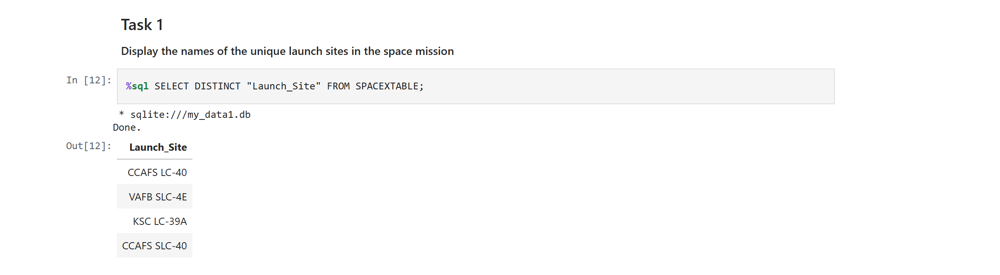 Task 1
Display the names of the unique launch sites in the space mission
In [12]: %sql SELECT DISTINCT "Launch_Site" FROM SPACEXTABLE;
* sqlite:///my_data1.db
Done.
Out[12]: Launch_Site
CCAFS LC-40
VAFB SLC-4E
KSC LC-39A
CCAFS SLC-40